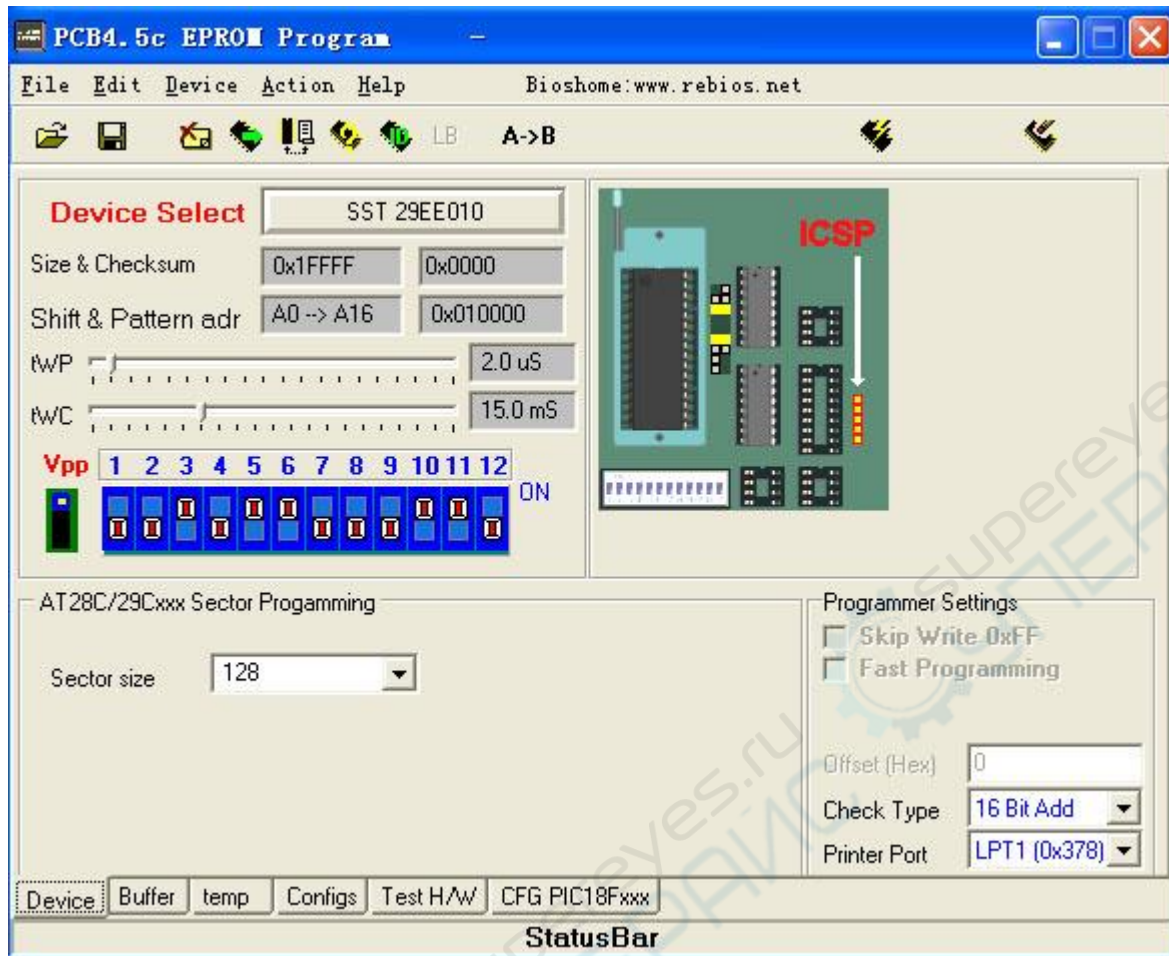 PCB4.5c EPROM Program –
File Edit Device Action Help Bioshome:www.rebios.net
LB A->B
Device Select SST 29EE010
ICSP
Size & Checksum 0x1FFFF 0x0000
Shift & Pattern adr A0 --> A16 0x010000
tWP 2.0 uS
tWC 15.0 mS
Vpp 1 2 3 4 5 6 7 8 9 10 11 12
ON
AT28C/29Cxxx Sector Progamming
Sector size 128
Programmer Settings
Skip Write 0xFF
Fast Programming
Offset (Hex) 0
Check Type 16 Bit Add
Printer Port LPT1 (0x378)
Device Buffer temp Configs Test H/W CFG PIC18Fxxx
StatusBar
supereyes.ru